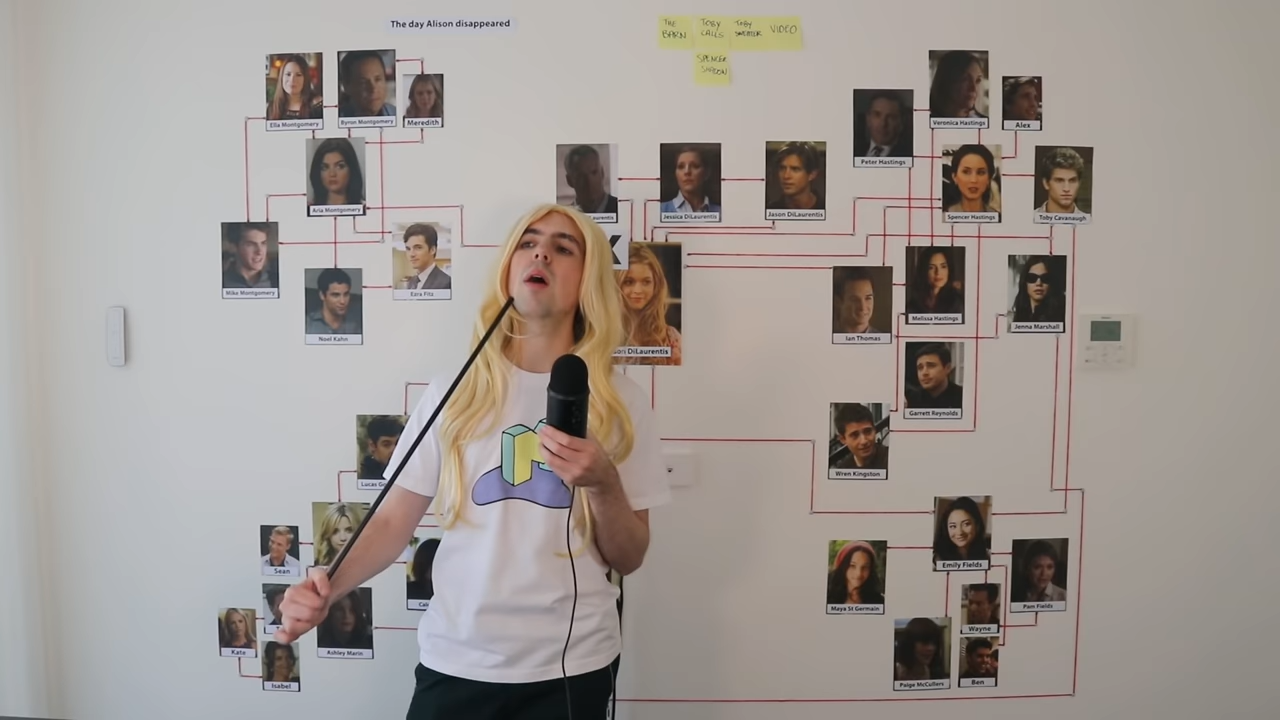 The day Alison disappeared
THE BARN
TOBY CALLS
TOBY
VIDEO
SPENCER
Ella Montgomery
Byron Montgomery
Meredith
Aria Montgomery
Mike Montgomery
Ezra Fitz
Noel Kahn
Jessica DiLaurentis
Jason DiLaurentis
Peter Hastings
Veronica Hastings
Alex
Spencer Hastings
Toby Cavanaugh
Ian Thomas
Melissa Hastings
Jenna Marshall
Garrett Reynolds
Wren Kingston
Emily Fields
Maya St Germain
Pam Fields
Wayne
Paige McCullers
Ben
Sean
Kate
Isabel
Ashley Marin